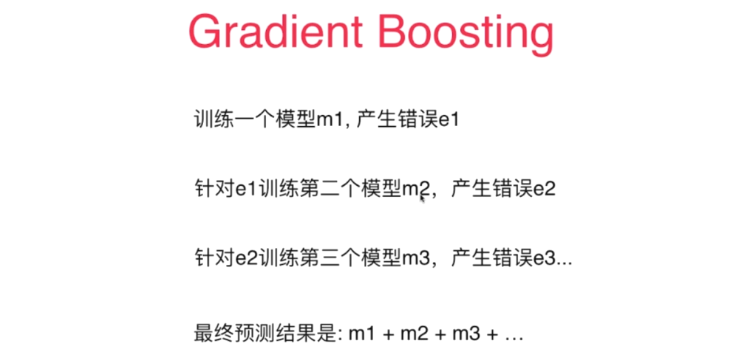 Gradient Boosting
训练一个模型m1, 产生错误e1
针对e1训练第二个模型m2，产生错误e2
针对e2训练第三个模型m3，产生错误e3...
最终预测结果是: m1 + m2 + m3 + …